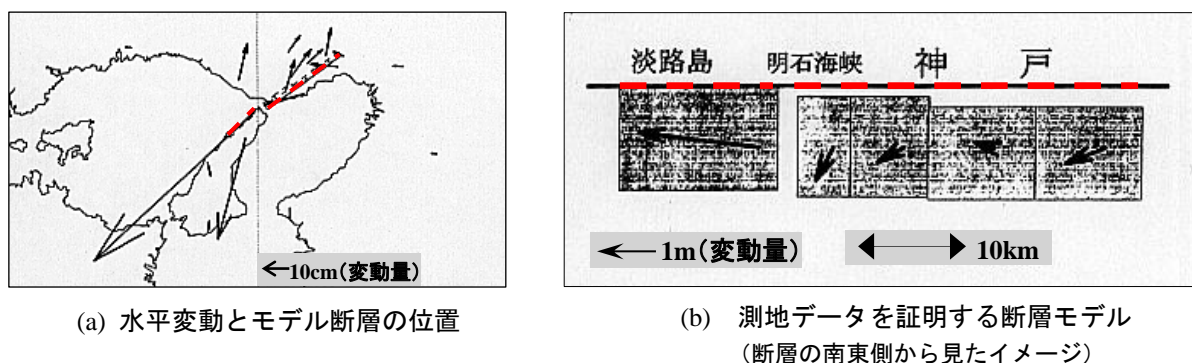 ←10cm(変動量)
(a) 水平変動とモデル断層の位置
淡路島 明石海峡 神 戸
← 1m(変動量) 10km
(b) 測地データを証明する断層モデル
(断層の南東側から見たイメージ)